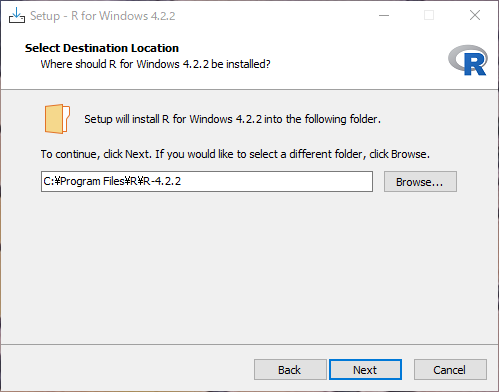 Setup - R for Windows 4.2.2
Select Destination Location
Where should R for Windows 4.2.2 be installed?
R
Setup will install R for Windows 4.2.2 into the following folder.
To continue, click Next. If you would like to select a different folder, click Browse.
C:¥Program Files¥R¥R-4.2.2
Browse...
Back
Next
Cancel